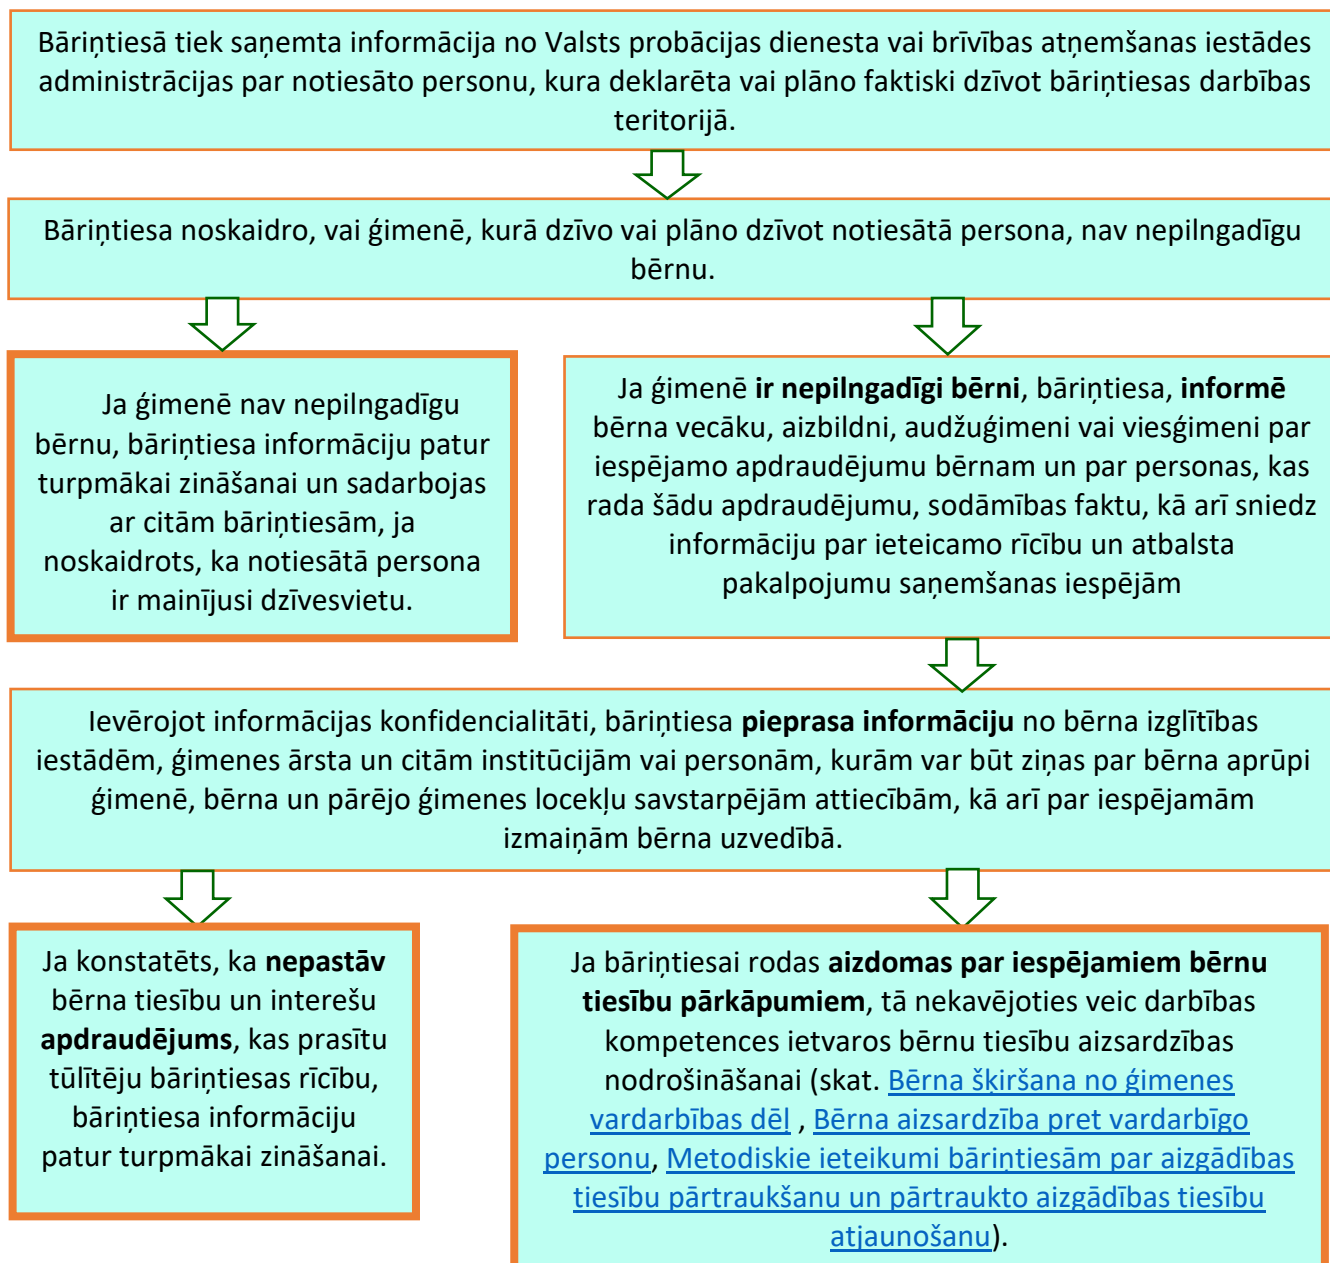 Bāriņtiesā tiek saņemta informācija no Valsts probācijas dienesta vai brīvības atņemšanas iestādes
administrācijas par notiesāto personu, kura deklarēta vai plāno faktiski dzīvot bāriņtiesas darbības
teritorijā.
Bāriņtiesa noskaidro, vai ģimenē, kurā dzīvo vai plāno dzīvot notiesātā persona, nav nepilngadīgu
bērnu.
Ja ģimenē nav nepilngadīgu
bērnu, bāriņtiesa informāciju patur
turpmākai zināšanai un sadarbojas
ar citām bāriņtiesām, ja
noskaidrots, ka notiesātā persona
ir mainījusi dzīvesvietu.
Ja ģimenē ir nepilngadīgi bērni, bāriņtiesa, informē
bērna vecāku, aizbildni, audžuģimeni vai viesģimeni par
iespējamo apdraudējumu bērnam un par personas, kas
rada šādu apdraudējumu, sodāmības faktu, kā arī sniedz
informāciju par ieteicamo rīcību un atbalsta
pakalpojumu saņemšanas iespējām
Ievērojot informācijas konfidencialitāti, bāriņtiesa pieprasa informāciju no bērna izglītības
iestādēm, ģimenes ārsta un citām institūcijām vai personām, kurām var būt ziņas par bērna aprūpi
ģimenē, bērna un pārējo ģimenes locekļu savstarpējām attiecībām, kā arī par iespējamām
izmaiņām bērna uzvedībā.
Ja konstatēts, ka nepastāv
bērna tiesību un interešu
apdraudējums, kas prasītu
tūlītēju bāriņtiesas rīcību,
bāriņtiesa informāciju
patur turpmākai zināšanai.
Ja bāriņtiesai rodas aizdomas par iespējamiem bērnu
tiesību pārkāpumiem, tā nekavējoties veic darbības
kompetences ietvaros bērnu tiesību aizsardzības
nodrošināšanai (skat. Bērna šķiršana no ģimenes
vardarbības dēļ , Bērna aizsardzība pret vardarbīgo
personu, Metodiskie ieteikumi bāriņtiesām par aizgādības
tiesību pārtraukšanu un pārtraukto aizgādības tiesību
atjaunošanu).